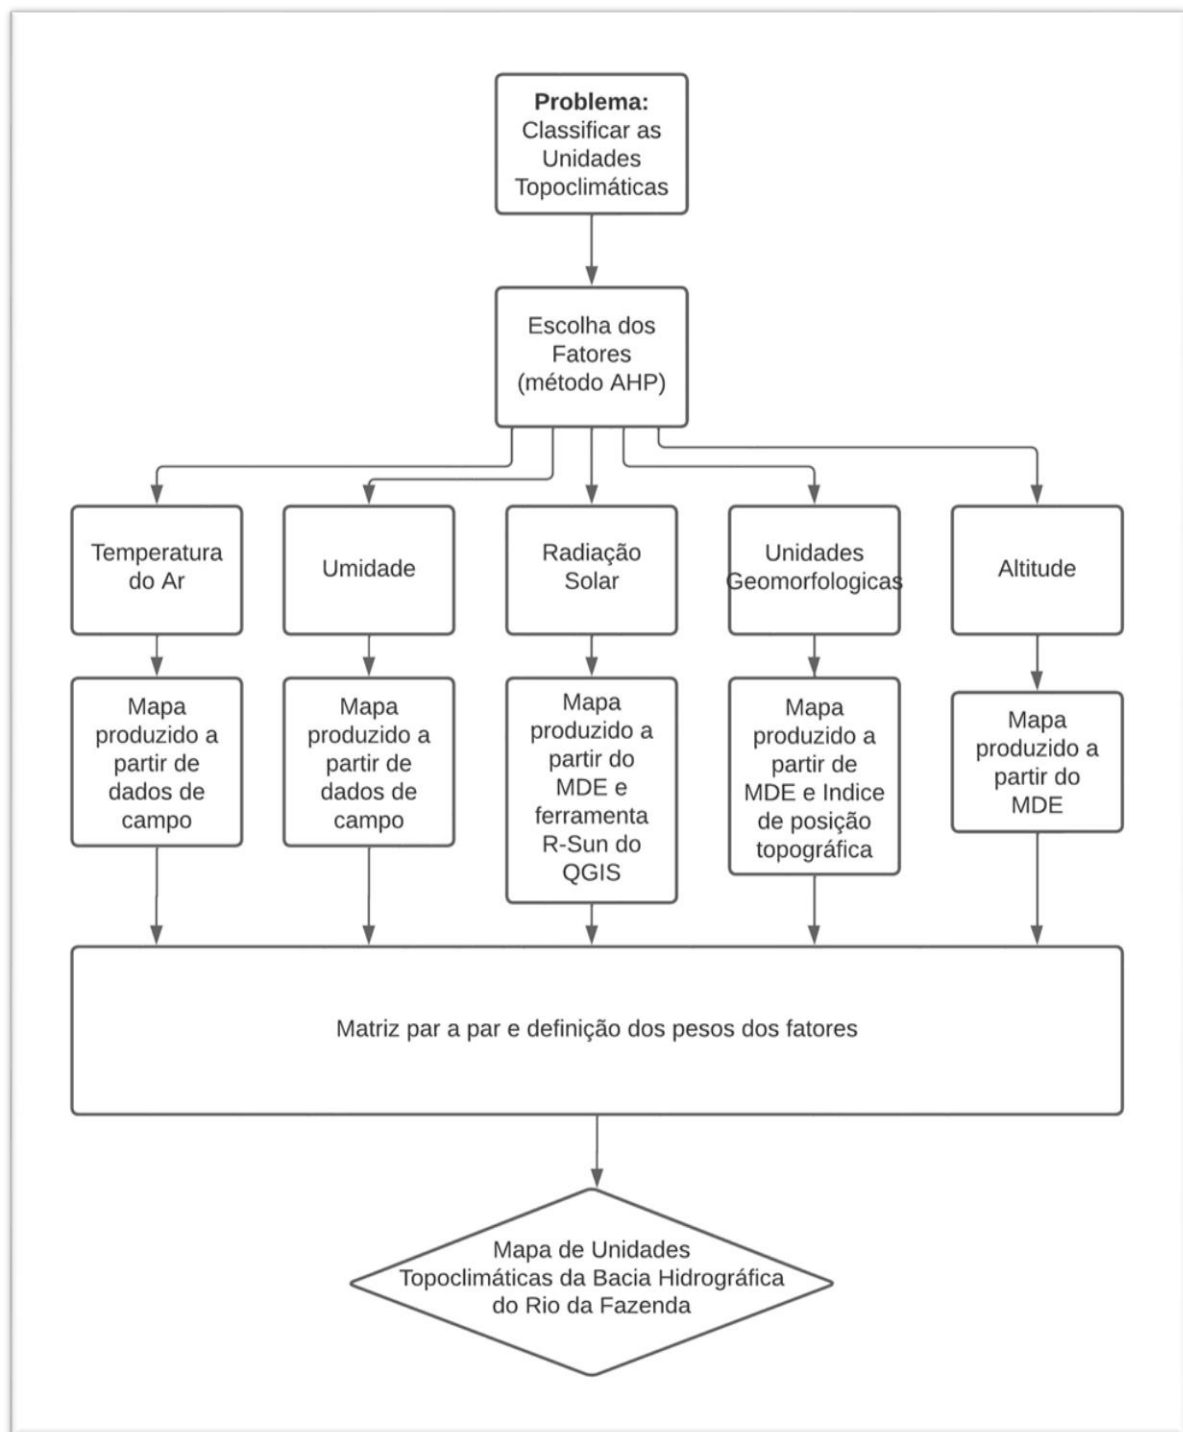 Problema:
Classificar as
Unidades
Topoclimáticas
Escolha dos
Fatores
(método AHP)
Temperatura
do Ar
Umidade
Radiação
Solar
Unidades
Geomorfologicas
Altitude
Mapa
produzido a
partir de
dados de
campo
Mapa
produzido a
partir de
dados de
campo
Mapa
produzido a
partir do
MDE e
ferramenta
R-Sun do
QGIS
Mapa
produzido a
partir de
MDE e Indice
de posição
topográfica
Mapa
produzido a
partir do
MDE
Matriz par a par e definição dos pesos dos fatores
Mapa de Unidades
Topoclimáticas da Bacia Hidrográfica
do Rio da Fazenda